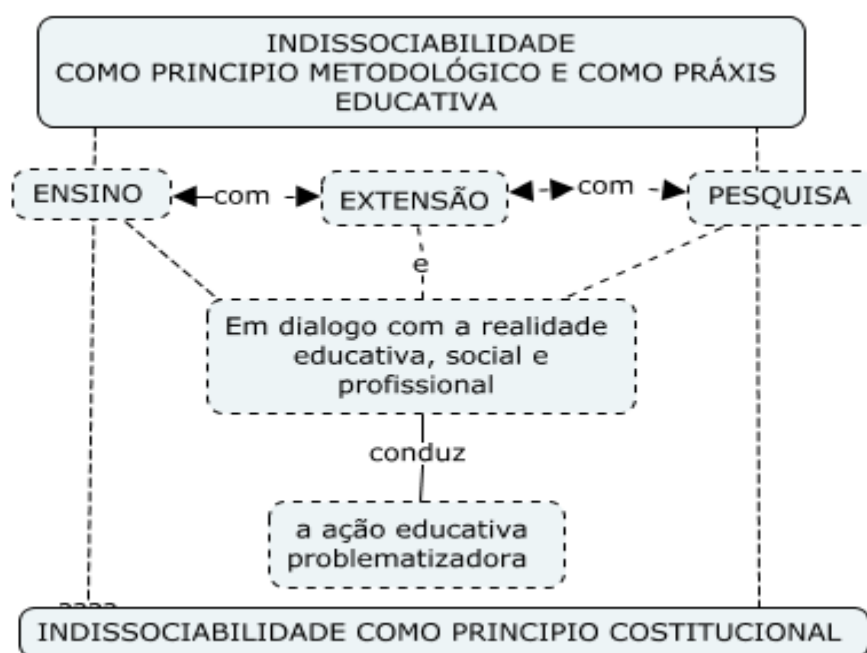 INDISSOCIABILIDADE
COMO PRINCIPIO METODOLÓGICO E COMO PRÁXIS
EDUCATIVA
ENSINO com EXTENSÃO com PESQUISA
e
Em dialogo com a realidade
educativa, social e
profissional
conduz
a ação educativa
problematizadora
INDISSOCIABILIDADE COMO PRINCIPIO COSTITUCIONAL